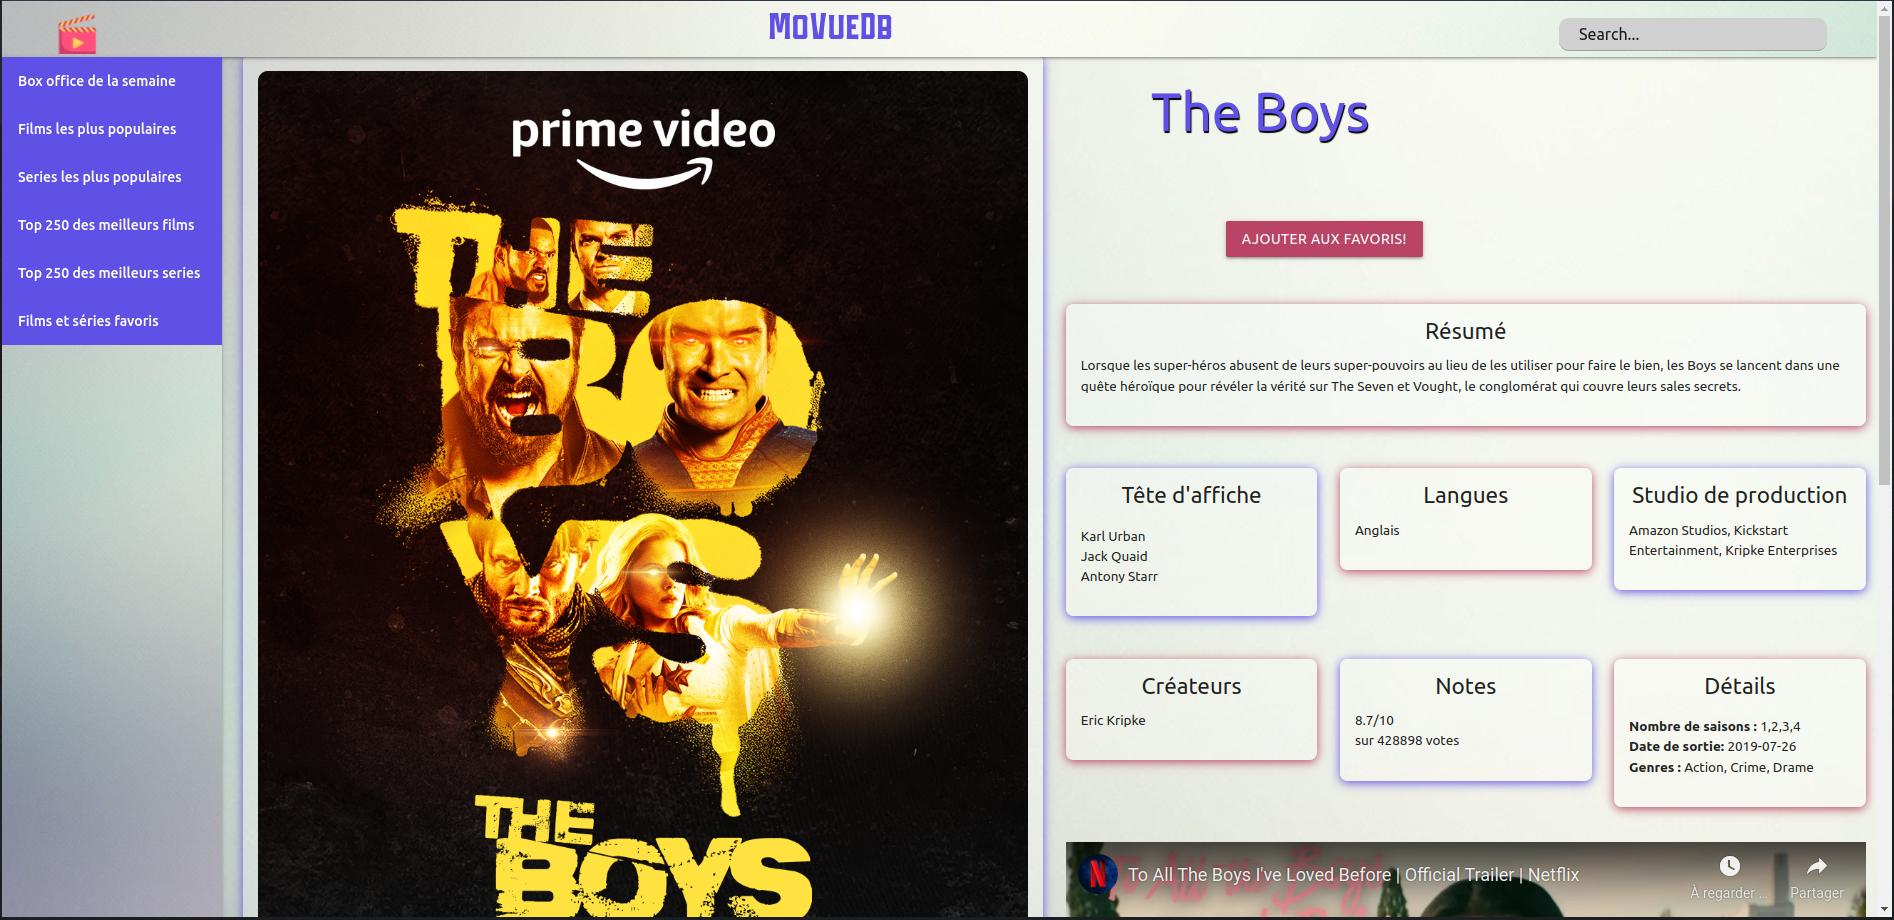 MoVueDB
Search...
Box office de la semaine
Films les plus populaires
Series les plus populaires
Top 250 des meilleurs films
Top 250 des meilleurs series
Films et séries favoris
prime video
THE
BOYS
THE
BOYS
The Boys
AJOUTER AUX FAVORIS!
Résumé
Lorsque les super-héros abusent de leurs super-pouvoirs au lieu de les utiliser pour faire le bien, les Boys se lancent dans une
quête héroïque pour révéler la vérité sur The Seven et Vought, le conglomérat qui couvre leurs sales secrets.
Tête d'affiche
Karl Urban
Jack Quaid
Antony Starr
Langues
Anglais
Studio de production
Amazon Studios, Kickstart
Entertainment, Kripke Enterprises
Créateurs
Eric Kripke
Notes
8.7/10
sur 428898 votes
Détails
Nombre de saisons : 1,2,3,4
Date de sortie: 2019-07-26
Genres : Action, Crime, Drame
N
To All The Boys I've Loved Before | Official Trailer | Netflix
À regarder ...
Partager